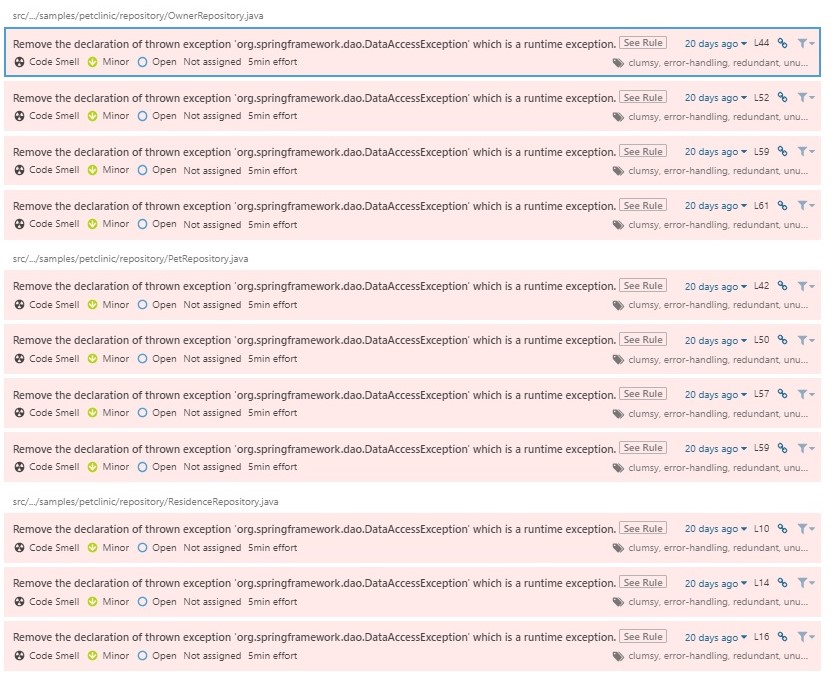 src/.../samples/petclinic/repository/OwnerRepository.java
Remove the declaration of thrown exception 'org.springframework.dao.DataAccessException' which is a runtime exception. See Rule 20 days ago L44
Code Smell Minor Open Not assigned 5min effort clumsy, error-handling, redundant, unu...
Remove the declaration of thrown exception 'org.springframework.dao.DataAccessException' which is a runtime exception. See Rule 20 days ago L52
Code Smell Minor Open Not assigned 5min effort clumsy, error-handling, redundant, unu...
Remove the declaration of thrown exception 'org.springframework.dao.DataAccessException' which is a runtime exception. See Rule 20 days ago L59
Code Smell Minor Open Not assigned 5min effort clumsy, error-handling, redundant, unu...
Remove the declaration of thrown exception 'org.springframework.dao.DataAccessException' which is a runtime exception. See Rule 20 days ago L61
Code Smell Minor Open Not assigned 5min effort clumsy, error-handling, redundant, unu...
src/.../samples/petclinic/repository/PetRepository.java
Remove the declaration of thrown exception 'org.springframework.dao.DataAccessException' which is a runtime exception. See Rule 20 days ago L42
Code Smell Minor Open Not assigned 5min effort clumsy, error-handling, redundant, unu...
Remove the declaration of thrown exception 'org.springframework.dao.DataAccessException' which is a runtime exception. See Rule 20 days ago L50
Code Smell Minor Open Not assigned 5min effort clumsy, error-handling, redundant, unu...
Remove the declaration of thrown exception 'org.springframework.dao.DataAccessException' which is a runtime exception. See Rule 20 days ago L57
Code Smell Minor Open Not assigned 5min effort clumsy, error-handling, redundant, unu...
Remove the declaration of thrown exception 'org.springframework.dao.DataAccessException' which is a runtime exception. See Rule 20 days ago L59
Code Smell Minor Open Not assigned 5min effort clumsy, error-handling, redundant, unu...
src/.../samples/petclinic/repository/ResidenceRepository.java
Remove the declaration of thrown exception 'org.springframework.dao.DataAccessException' which is a runtime exception. See Rule 20 days ago L10
Code Smell Minor Open Not assigned 5min effort clumsy, error-handling, redundant, unu...
Remove the declaration of thrown exception 'org.springframework.dao.DataAccessException' which is a runtime exception. See Rule 20 days ago L14
Code Smell Minor Open Not assigned 5min effort clumsy, error-handling, redundant, unu...
Remove the declaration of thrown exception 'org.springframework.dao.DataAccessException' which is a runtime exception. See Rule 20 days ago L16
Code Smell Minor Open Not assigned 5min effort clumsy, error-handling, redundant, unu...